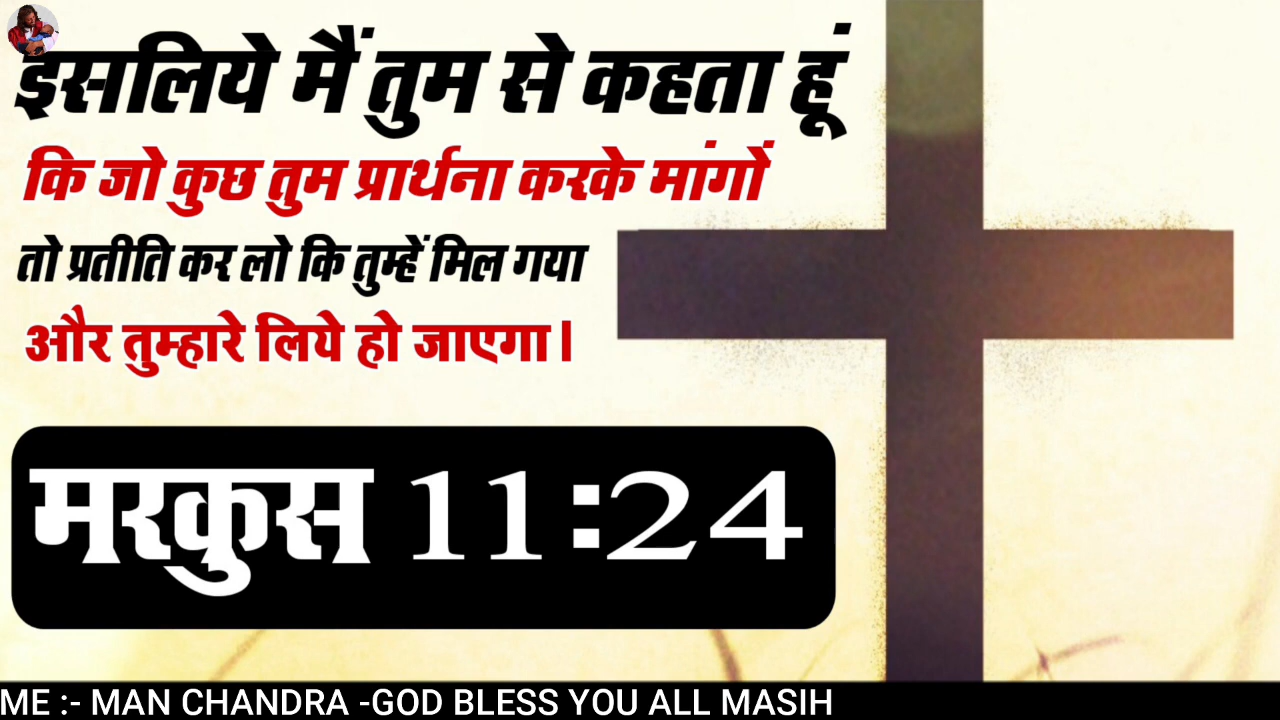 इसलिये मैं तुम से कहता हूं
कि जो कुछ तुम प्रार्थना करके मांगों
तो प्रतीति कर लो कि तुम्हें मिल गया
और तुम्हारे लिये हो जाएगा।
मरकुस 11:24
ME :- MAN CHANDRA -GOD BLESS YOU ALL MASIH